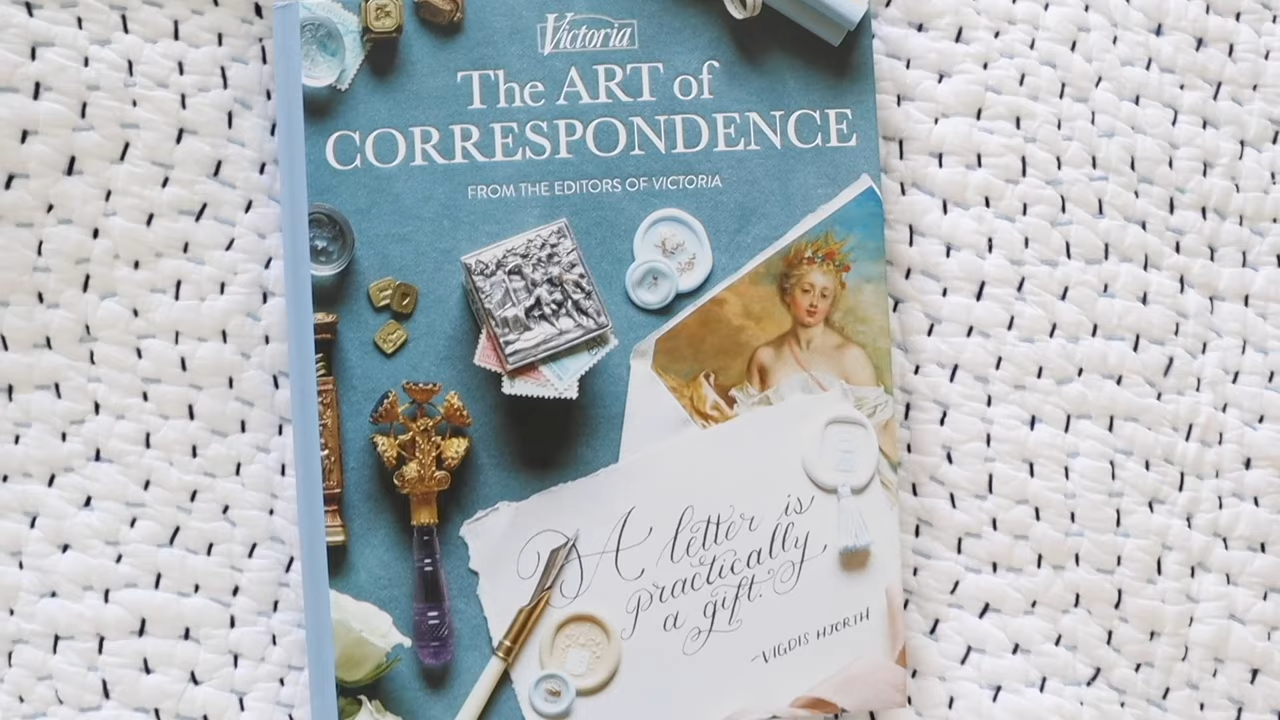 Victoria
The ART of
CORRESPONDENCE
FROM THE EDITORS OF VICTORIA
A letter is
practically
a gift.
~VIGDIS HJORTH